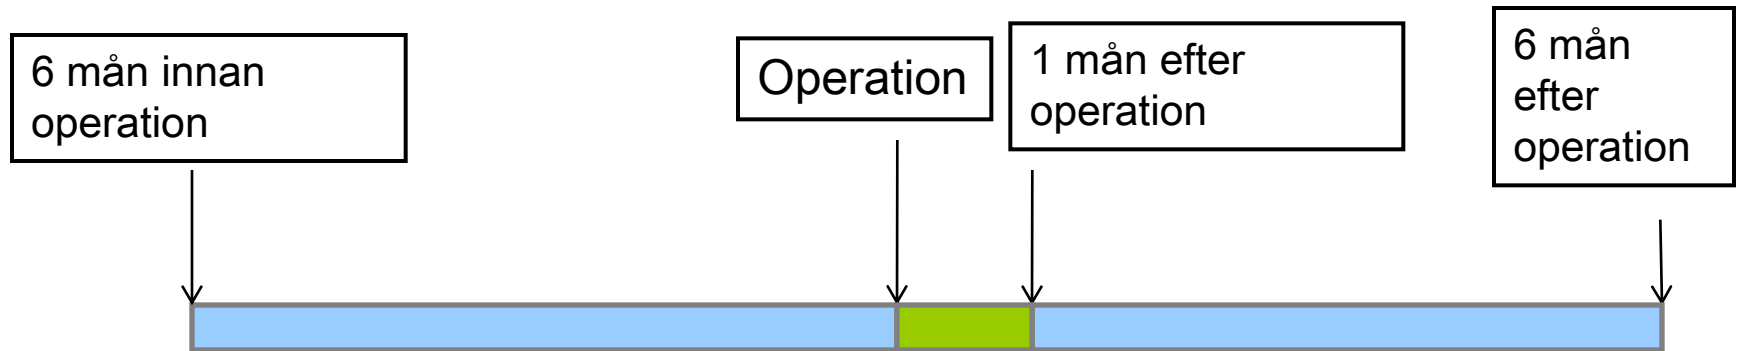 6 mån innan
operation
Operation
1 mån efter
operation
6 mån
efter
operation